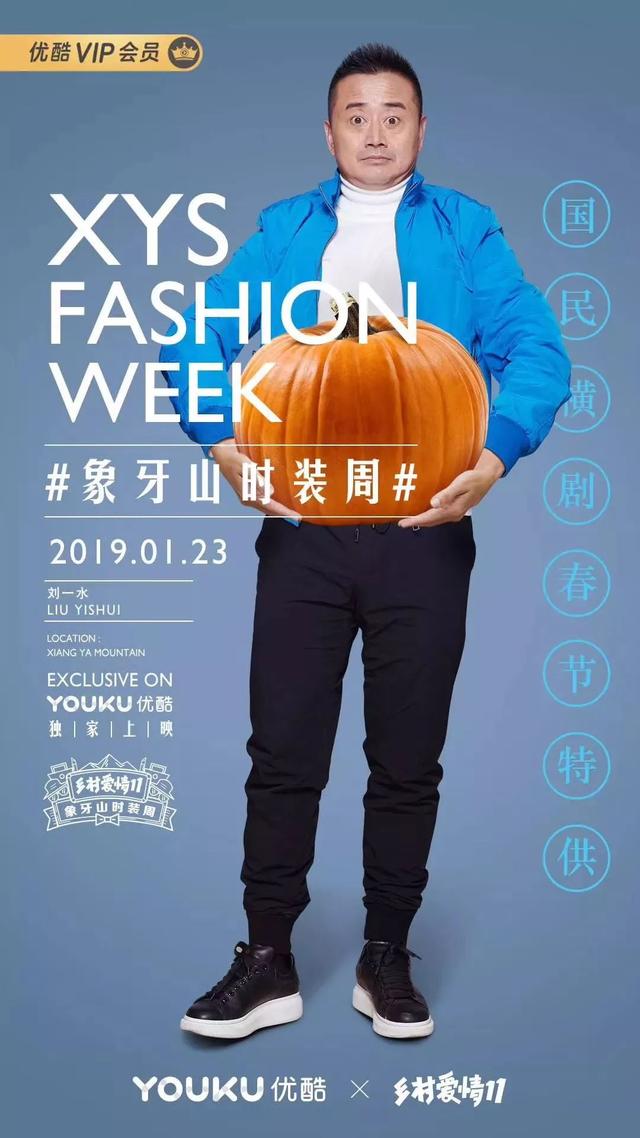 优酷VIP会员
XYS
FASHION
WEEK
#象牙山时装周#
2019.01.23
刘一水
LIU YISHUI
LOCATION :
XIANG YA MOUNTAIN
EXCLUSIVE ON
YOUKU优酷
独|家|上|映
乡村爱情11
象牙山时装周
国民横剧春节特供
YOUKU优酷 × 乡村爱情11